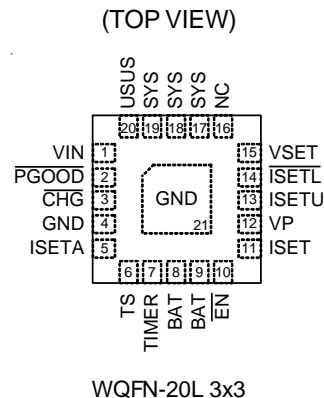 (TOP VIEW)
USUS SYS SYS SYS NC
20 19 18 17 16
VIN 1 15 VSET
PGOOD 2 14 ISETL
CHG 3 GND 13 ISETU
GND 4 12 VP
ISETA 5 21 11 ISET
6 7 8 9 10
TS TIMER BAT BAT EN
WQFN-20L 3x3